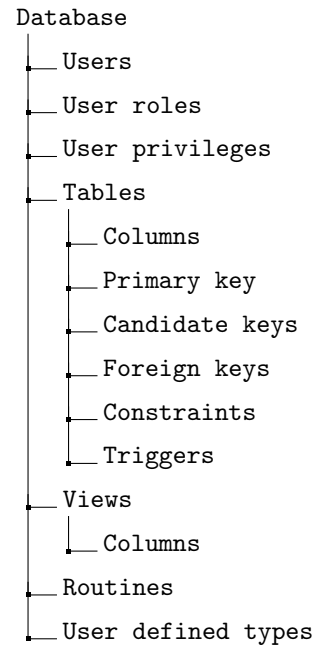 Database
Users
User roles
User privileges
Tables
Columns
Primary key
Candidate keys
Foreign keys
Constraints
Triggers
Views
Columns
Routines
User defined types